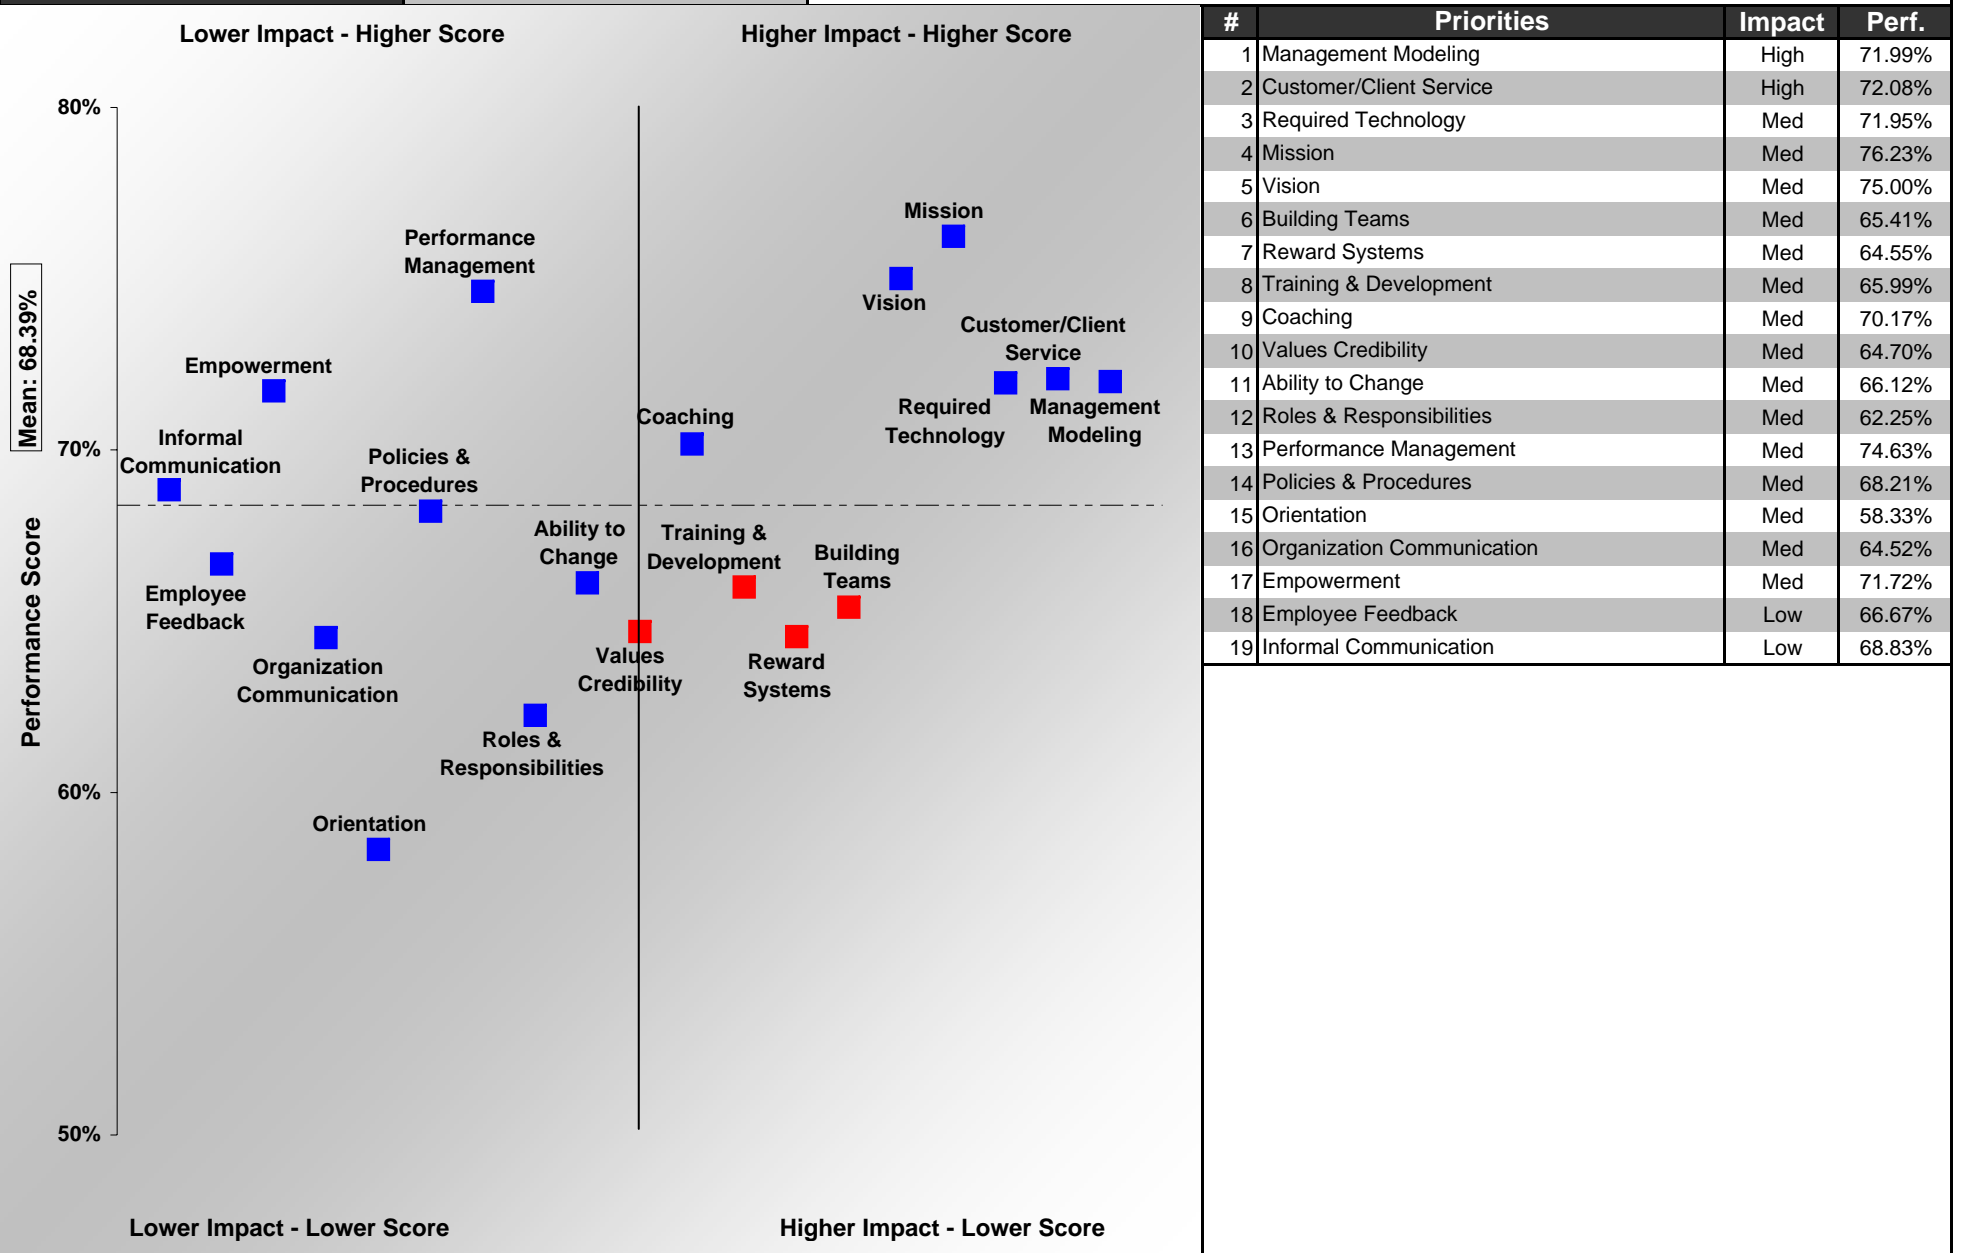 Lower Impact - Higher Score
Higher Impact - Higher Score
80%
70%
60%
50%
Mean: 68.39%
Performance Score
Mission
Performance
Management
Vision
Customer/Client
Service
Empowerment
Required
Technology
Management
Modeling
Coaching
Informal
Communication
Policies &
Procedures
Ability to
Change
Training &
Development
Building
Teams
Employee
Feedback
Organization
Communication
Values
Credibility
Reward
Systems
Roles &
Responsibilities
Orientation
Lower Impact - Lower Score
Higher Impact - Lower Score
# Priorities Impact Perf.
1 Management Modeling High 71.99%
2 Customer/Client Service High 72.08%
3 Required Technology Med 71.95%
4 Mission Med 76.23%
5 Vision Med 75.00%
6 Building Teams Med 65.41%
7 Reward Systems Med 64.55%
8 Training & Development Med 65.99%
9 Coaching Med 70.17%
10 Values Credibility Med 64.70%
11 Ability to Change Med 66.12%
12 Roles & Responsibilities Med 62.25%
13 Performance Management Med 74.63%
14 Policies & Procedures Med 68.21%
15 Orientation Med 58.33%
16 Organization Communication Med 64.52%
17 Empowerment Med 71.72%
18 Employee Feedback Low 66.67%
19 Informal Communication Low 68.83%